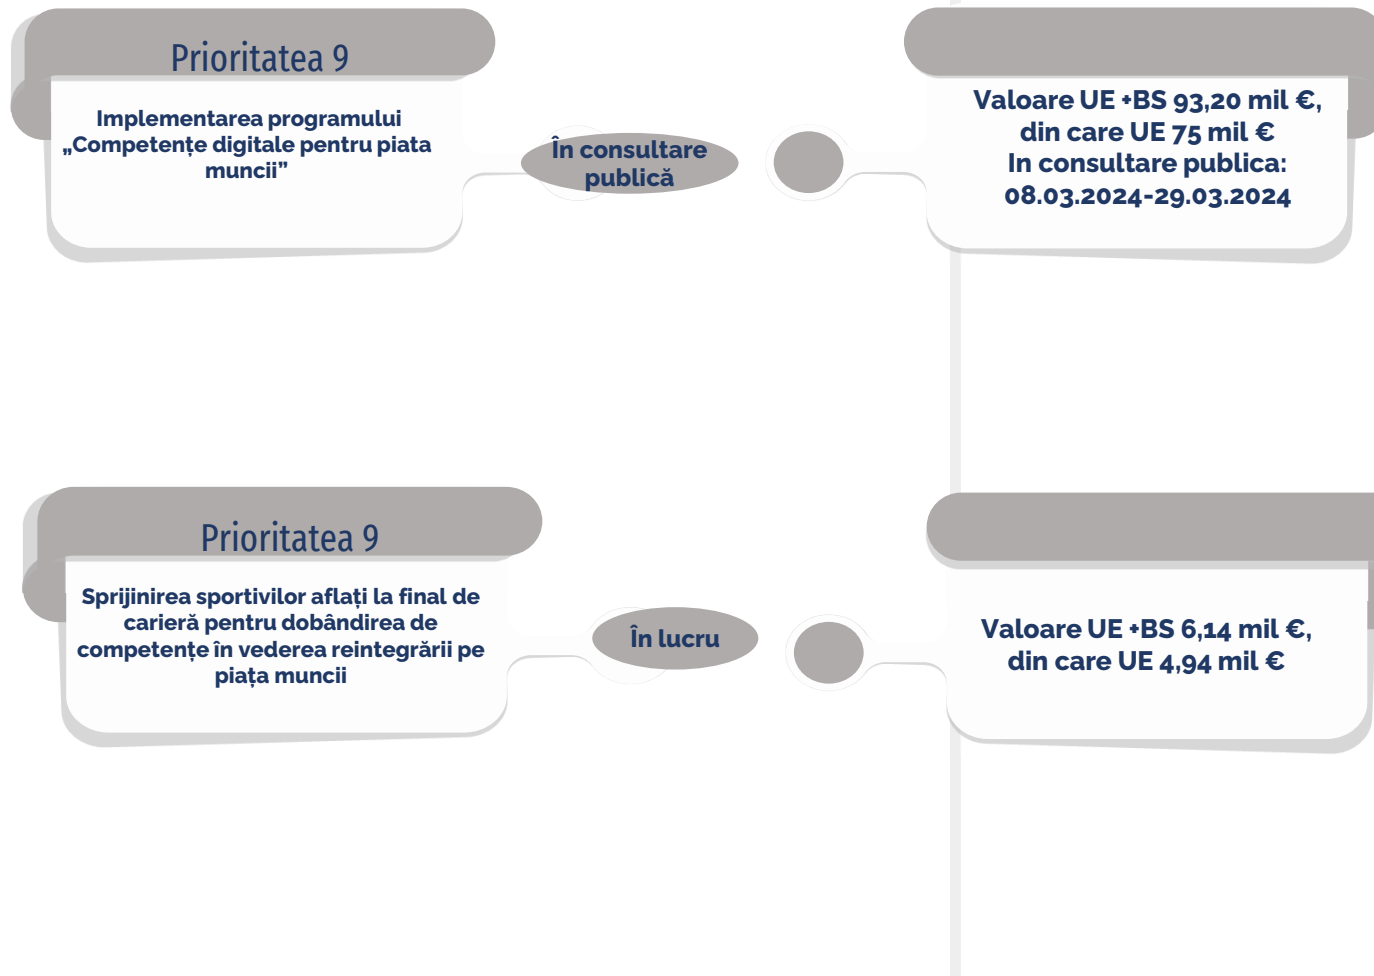 Prioritatea 9
Implementarea programului
„Competențe digitale pentru piata
muncii”
În consultare
publică
Valoare UE +BS 93,20 mil €,
din care UE 75 mil €
In consultare publica:
08.03.2024-29.03.2024
Prioritatea 9
Sprijinirea sportivilor aflați la final de
carieră pentru dobândirea de
competențe în vederea reintegrării pe
piața muncii
În lucru
Valoare UE +BS 6,14 mil €,
din care UE 4,94 mil €